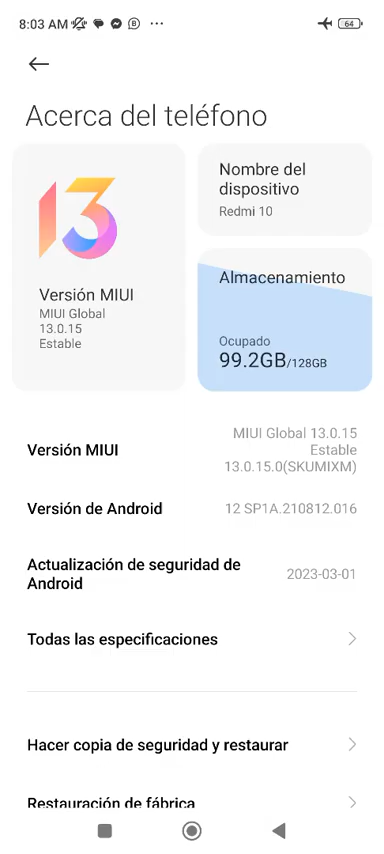 8:03 AM
64
Acerca del teléfono
13
Versión MIUI
MIUI Global
13.0.15
Estable
Nombre del
dispositivo
Redmi 10
Almacenamiento
Ocupado
99.2GB/128GB
Versión MIUI
MIUI Global 13.0.15
Estable
13.0.15.0(SKUMIXM)
Versión de Android
12 SP1A.210812.016
Actualización de seguridad de
Android
2023-03-01
Todas las especificaciones
Hacer copia de seguridad y restaurar
Restauración de fábrica